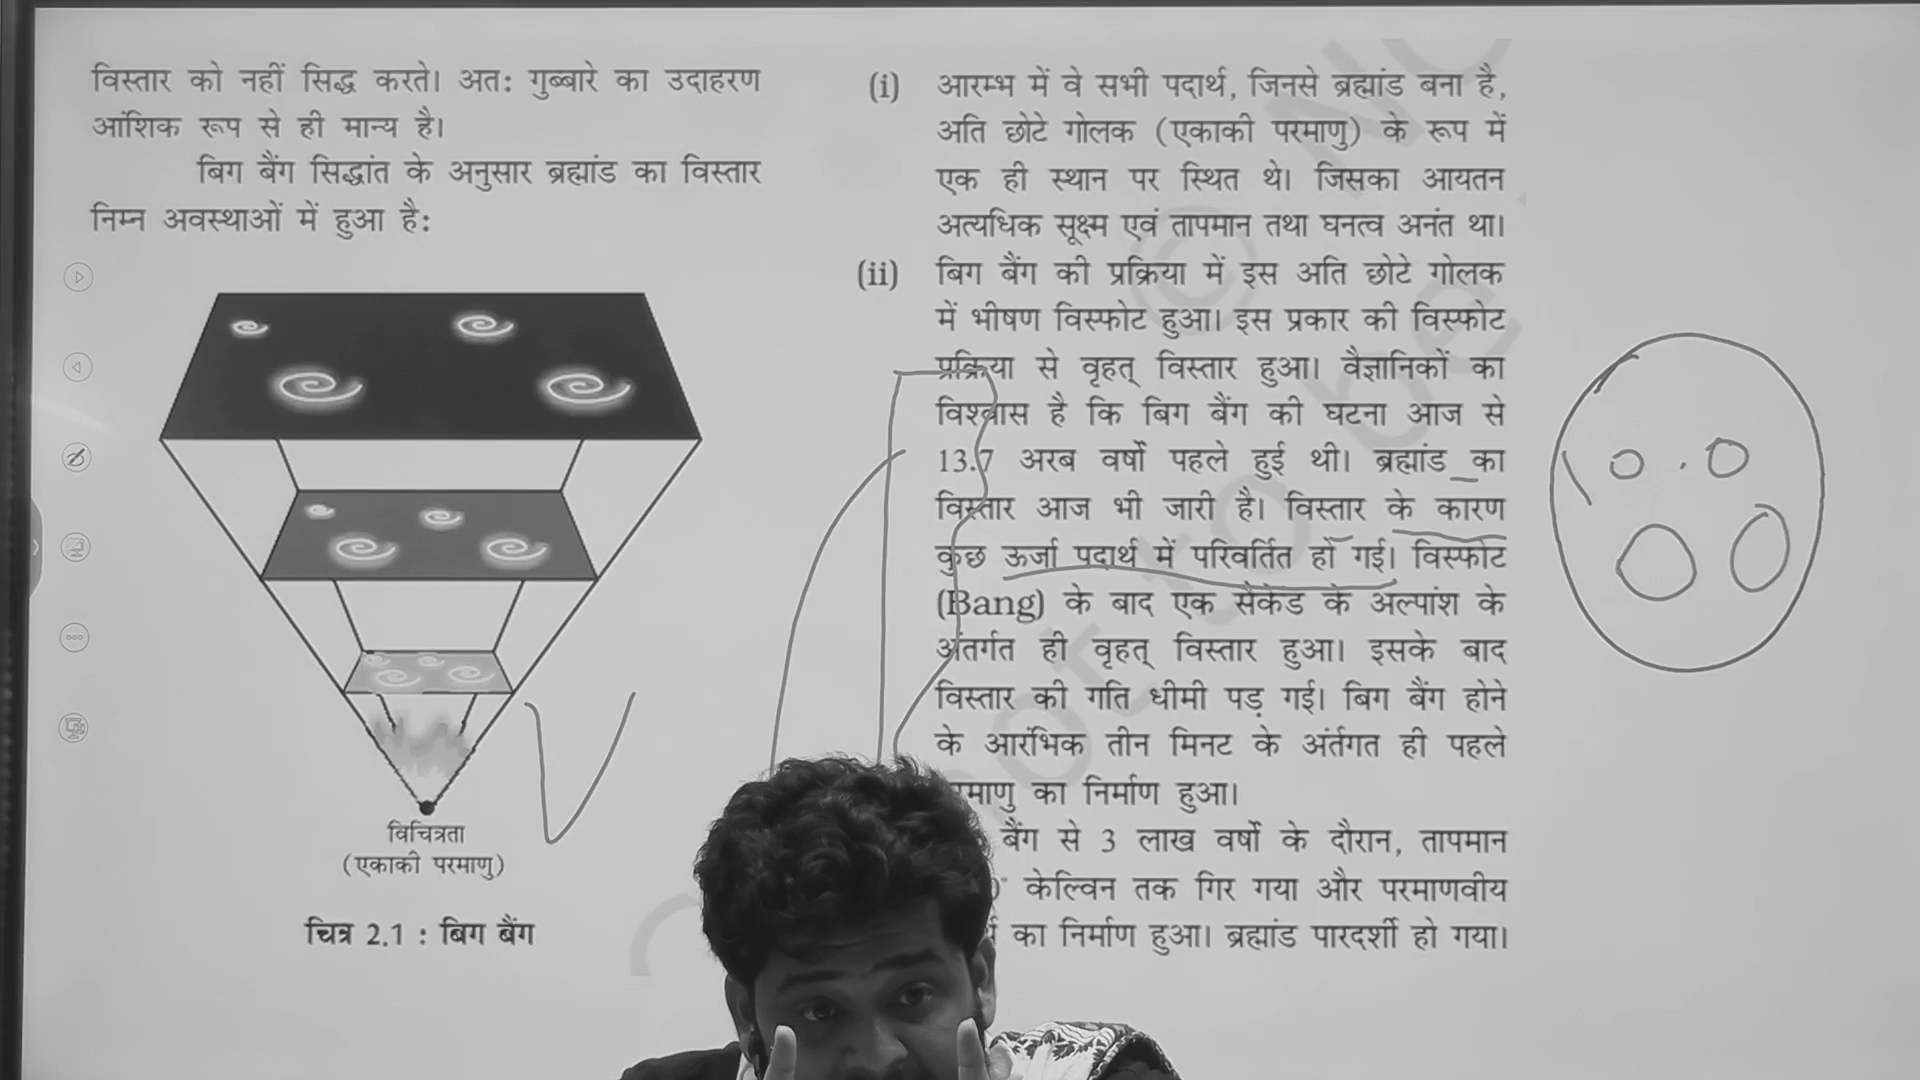 विस्तार को नहीं सिद्ध करते। अत: गुब्बारे का उदाहरण
आंशिक रूप से ही मान्य है।
बिग बैंग सिद्धांत के अनुसार ब्रह्मांड का विस्तार
निम्न अवस्थाओं में हुआ है:
विचित्रता
(एकाकी परमाणु)
चित्र 2.1 : बिग बैंग
(i) आरम्भ में वे सभी पदार्थ, जिनसे ब्रह्मांड बना है,
अति छोटे गोलक (एकाकी परमाणु) के रूप में
एक ही स्थान पर स्थित थे। जिसका आयतन
अत्यधिक सूक्ष्म एवं तापमान तथा घनत्व अनंत था।
(ii) बिग बैंग की प्रक्रिया में इस अति छोटे गोलक
में भीषण विस्फोट हुआ। इस प्रकार की विस्फोट
प्रक्रिया से वृहत् विस्तार हुआ। वैज्ञानिकों का
विश्वास है कि बिग बैंग की घटना आज से
13.7 अरब वर्षों पहले हुई थी। ब्रह्मांड का
विस्तार आज भी जारी है। विस्तार के कारण
कुछ ऊर्जा पदार्थ में परिवर्तित हो गई। विस्फोट
(Bang) के बाद एक सैकेंड के अल्पांश के
अंतर्गत ही वृहत् विस्तार हुआ। इसके बाद
विस्तार की गति धीमी पड़ गई। बिग बैंग होने
के आरंभिक तीन मिनट के अंर्तगत ही पहले
का निर्माण हुआ।
बैंग से 3 लाख वर्षों के दौरान, तापमान
केल्विन तक गिर गया और परमाणवीय
का निर्माण हुआ। ब्रह्मांड पारदर्शी हो गया।
not to be
©